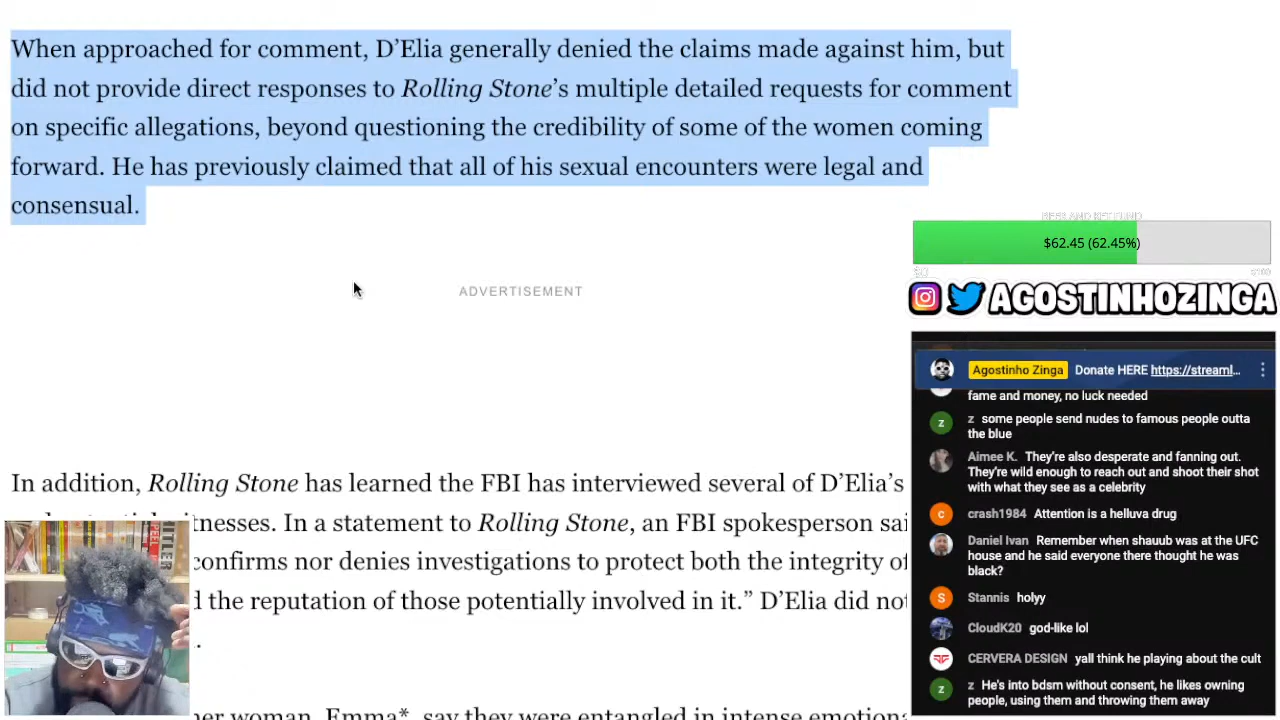 When approached for comment, D’Elia generally denied the claims made against him, but
did not provide direct responses to Rolling Stone’s multiple detailed requests for comment
on specific allegations, beyond questioning the credibility of some of the women coming
forward. He has previously claimed that all of his sexual encounters were legal and
consensual.
ADVERTISEMENT
In addition, Rolling Stone has learned the FBI has interviewed several of D’Elia’s
itnesses. In a statement to Rolling Stone, an FBI spokesperson sai
confirms nor denies investigations to protect both the integrity of
the reputation of those potentially involved in it.” D’Elia did not
woman, Emma*, say they were entangled in intense
$62.45 (62.45%)
AGOSTINHOZINGA
Agostinho Zinga Donate HERE https://streaml...
fame and money, no luck needed
z some people send nudes to famous people outta
the blue
Aimee K. They're also desperate and fanning out.
They're wild enough to reach out and shoot their shot
with what they see as a celebrity
crash1984 Attention is a helluva drug
Daniel Ivan Remember when shauub was at the UFC
house and he said everyone there thought he was
black?
Stannis holyy
CloudK20 god-like lol
CERVERA DESIGN yall think he playing about the cult
z He's into bdsm without consent, he likes owning
people, using them and throwing them away